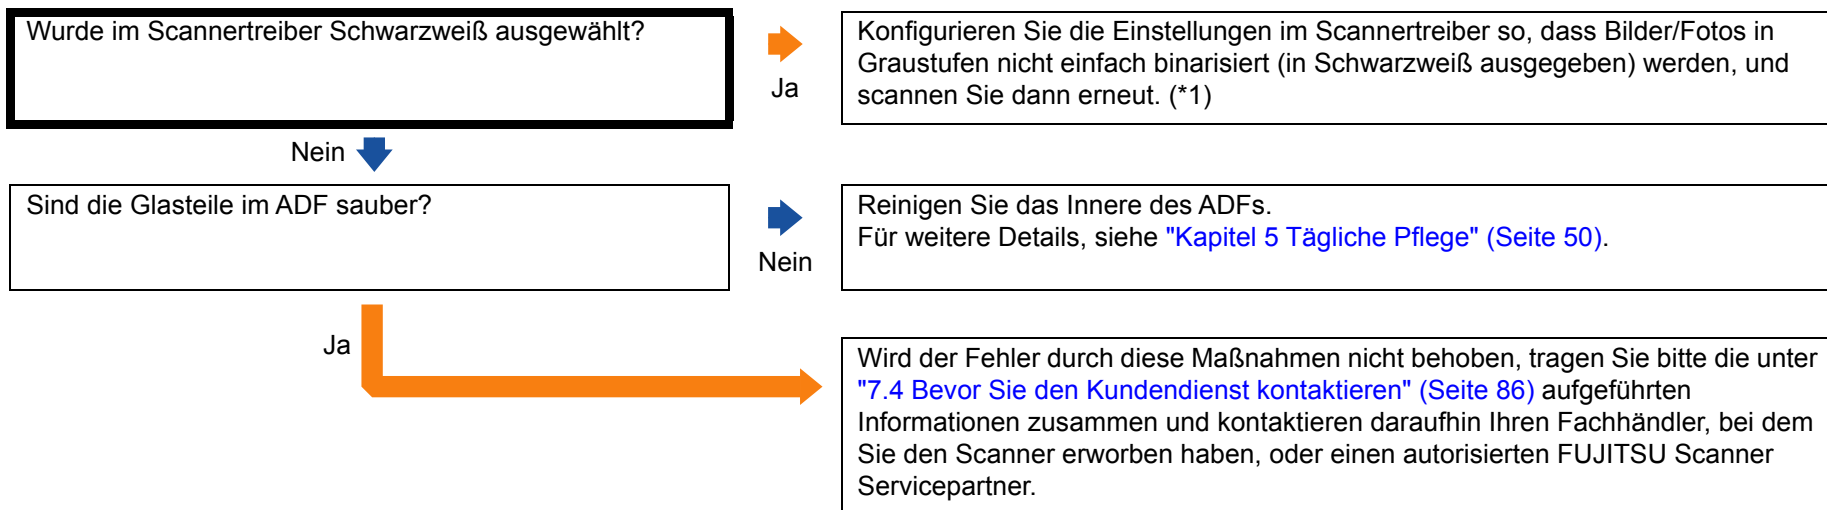 Wurde im Scannertreiber Schwarzweiß ausgewählt?
Ja
Konfigurieren Sie die Einstellungen im Scannertreiber so, dass Bilder/Fotos in
Graustufen nicht einfach binarisiert (in Schwarzweiß ausgegeben) werden, und
scannen Sie dann erneut. (*1)
Nein
Sind die Glasteile im ADF sauber?
Nein
Reinigen Sie das Innere des ADFs.
Für weitere Details, siehe "Kapitel 5 Tägliche Pflege" (Seite 50).
Ja
Wird der Fehler durch diese Maßnahmen nicht behoben, tragen Sie bitte die unter
"7.4 Bevor Sie den Kundendienst kontaktieren" (Seite 86) aufgeführten
Informationen zusammen und kontaktieren daraufhin Ihren Fachhändler, bei dem
Sie den Scanner erworben haben, oder einen autorisierten FUJITSU Scanner
Servicepartner.